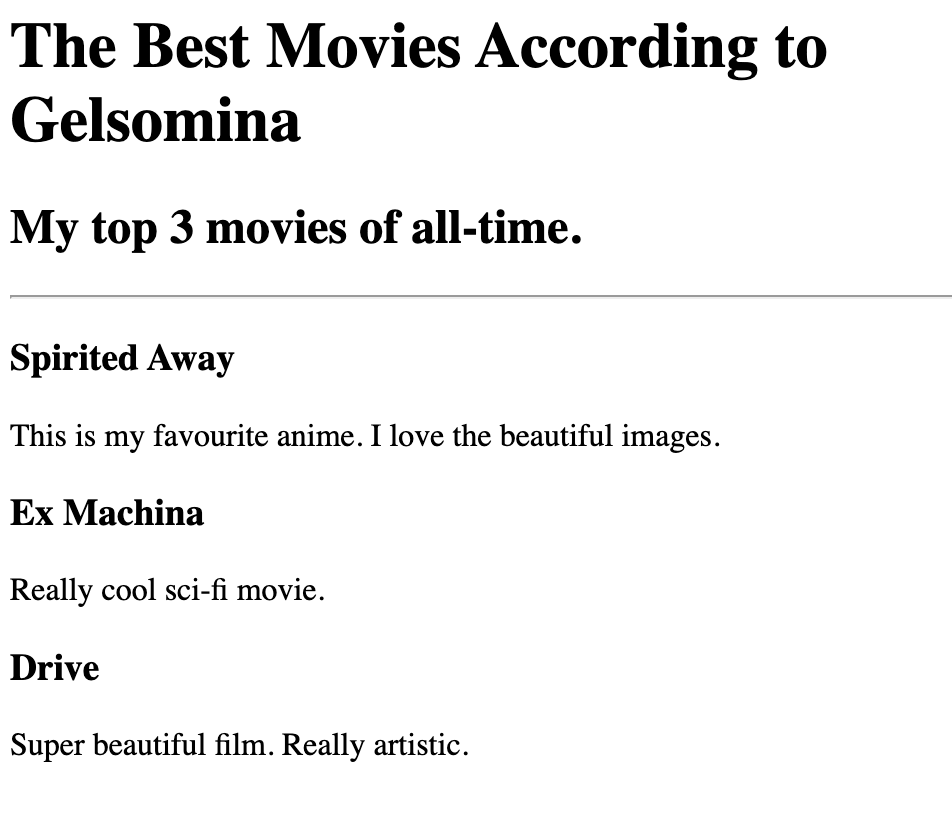 The Best Movies According to
Gelsomina
My top 3 movies of all-time.
Spirited Away
This is my favourite anime. I love the beautiful images.
Ex Machina
Really cool sci-fi movie.
Drive
Super beautiful film. Really artistic.